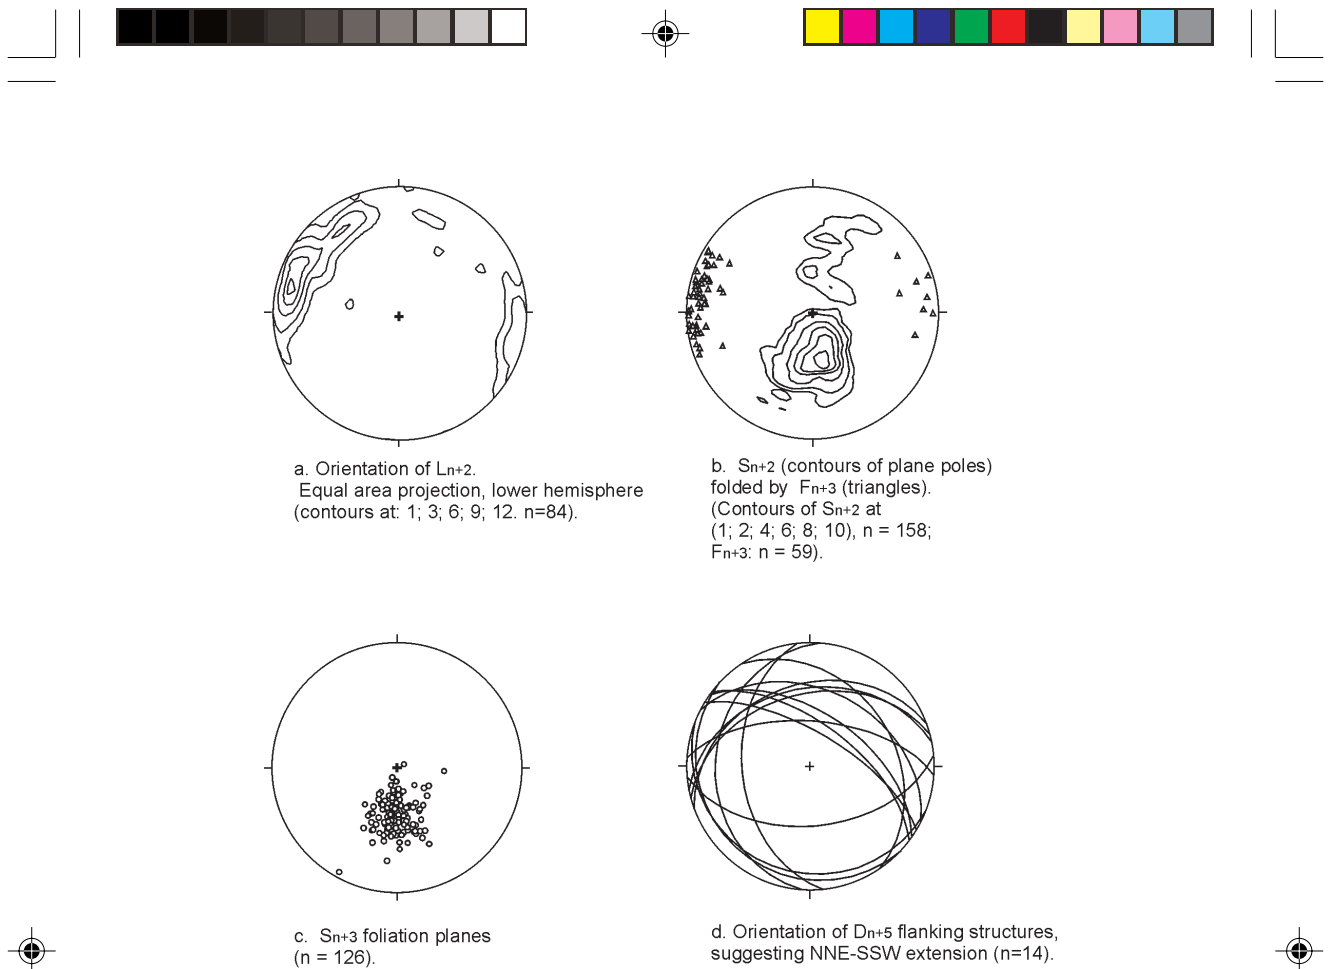 a. Orientation of Ln+2.
Equal area projection, lower hemisphere
(contours at: 1; 3; 6; 9; 12. n=84).
b. Sn+2 (contours of plane poles)
folded by Fn+3 (triangles).
(Contours of Sn+2 at
(1; 2; 4; 6; 8; 10), n = 158;
Fn+3: n = 59).
c. Sn+3 foliation planes
(n = 126).
d. Orientation of Dn+5 flanking structures,
suggesting NNE-SSW extension (n=14).